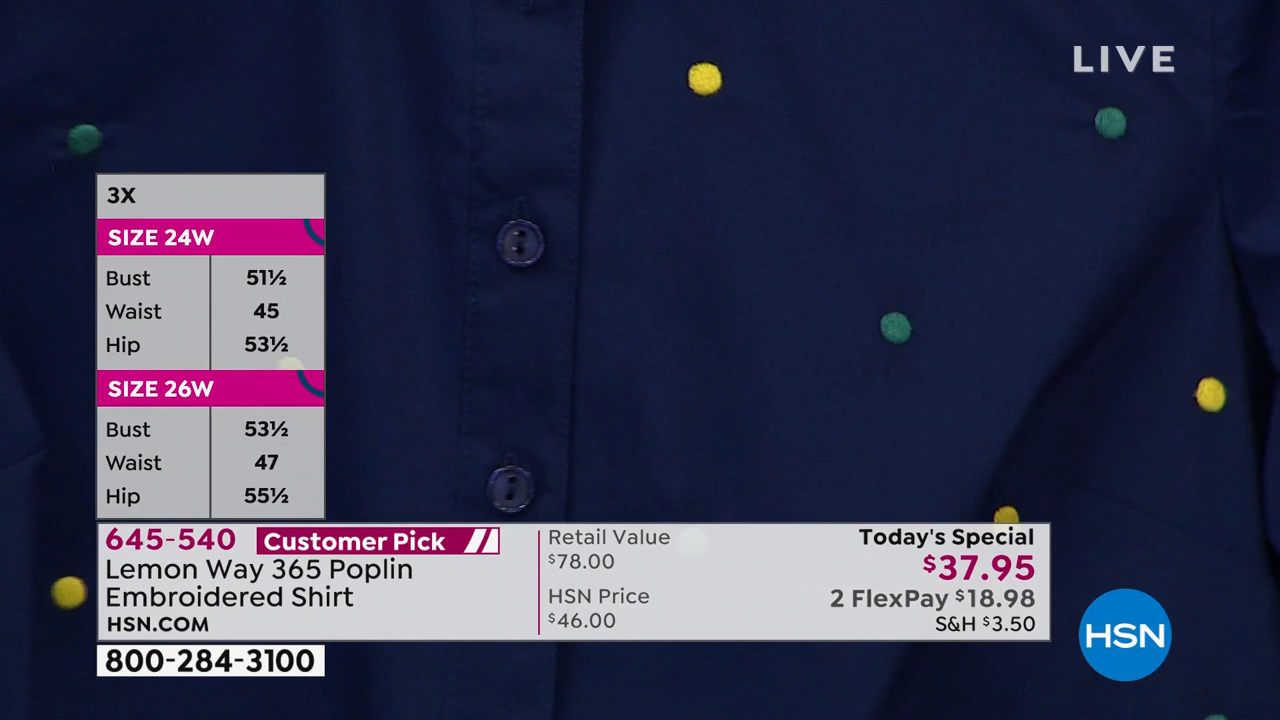 LIVE
3X
SIZE 24W
Bust 51½
Waist 45
Hip 53½
SIZE 26W
Bust 53½
Waist 47
Hip 55½
645-540 Customer Pick
Lemon Way 365 Poplin
Embroidered Shirt
HSN.COM
800-284-3100
Retail Value
$78.00
HSN Price
$46.00
Today's Special
$37.95
2 FlexPay $18.98
S&H $3.50
HSN